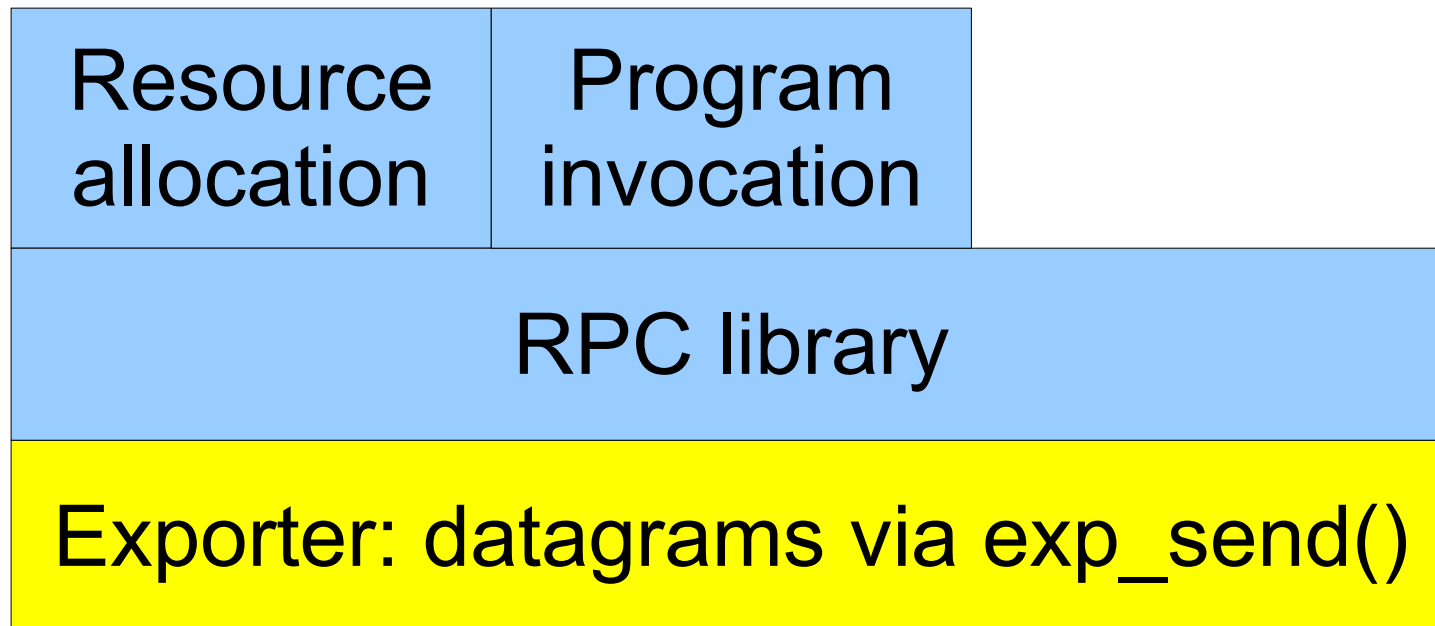 Resource
allocation
Program
invocation
RPC library
Exporter: datagrams via exp_send()